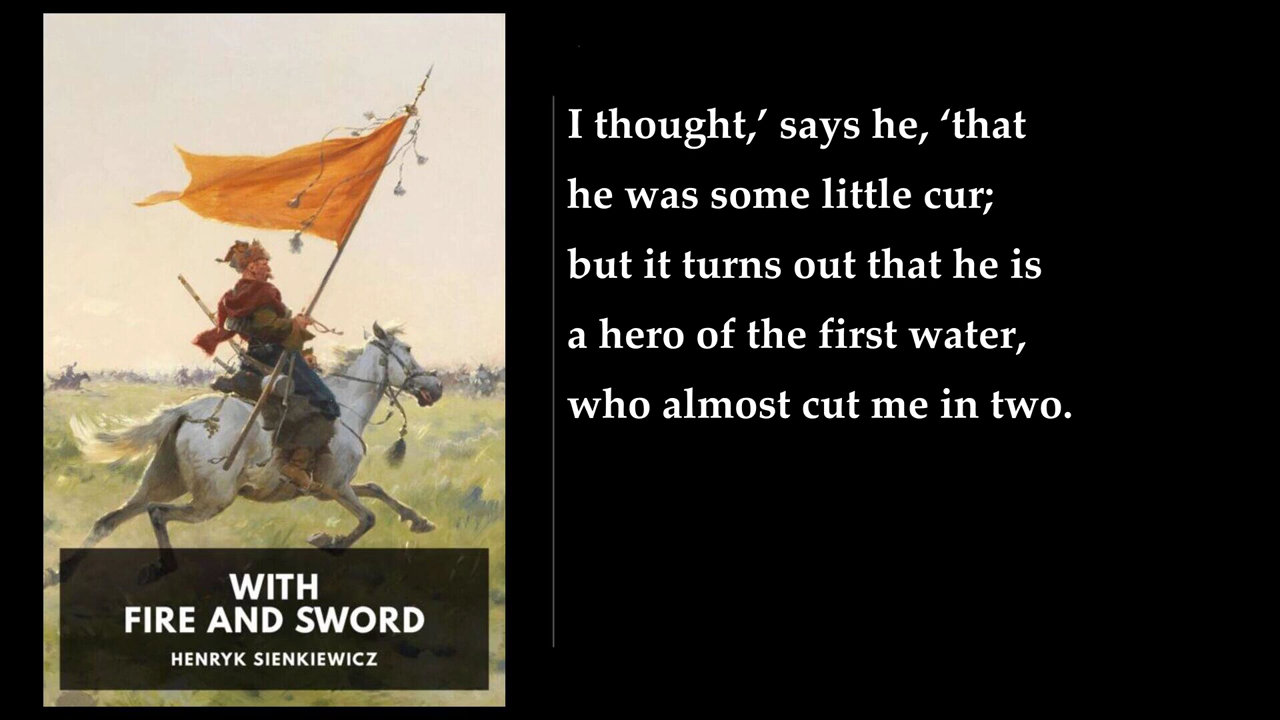 I thought,’ says he, ‘that
he was some little cur;
but it turns out that he is
a hero of the first water,
who almost cut me in two.
WITH
FIRE AND SWORD
HENRYK SIENKIEWICZ